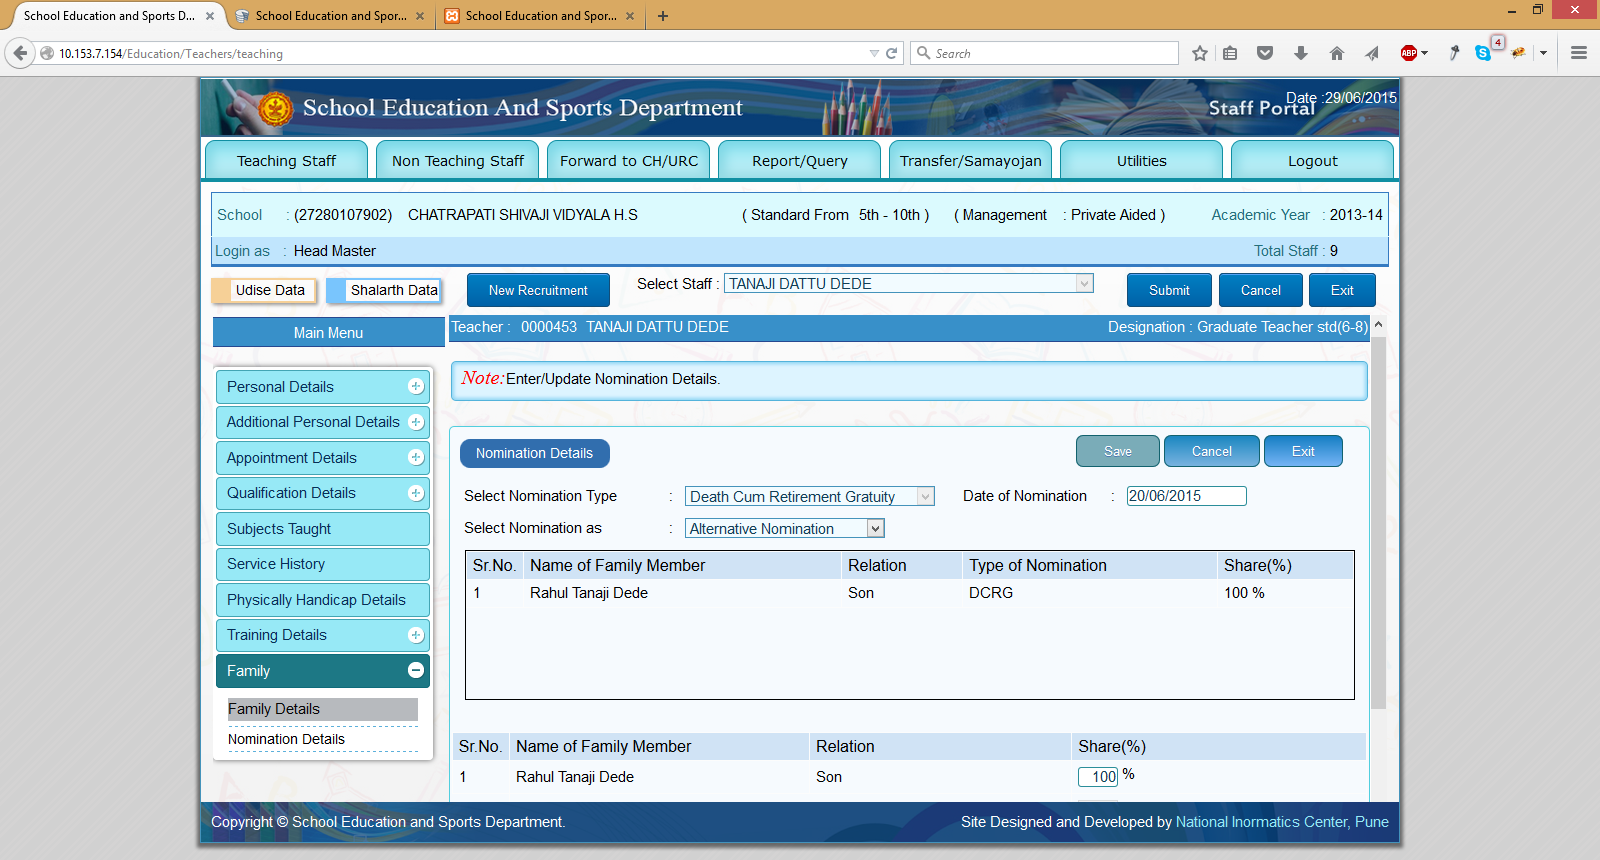 School Education and Sports D...
School Education and Spor...
School Education and Spor...
10.153.7.154/Education/Teachers/teaching
Search
ABP
S
4
School Education And Sports Department
Date :29/06/2015
Staff Portal
Teaching Staff
Non Teaching Staff
Forward to CH/URC
Report/Query
Transfer/Samayojan
Utilities
Logout
School : (27280107902) CHATRAPATI SHIVAJI VIDYALA H.S ( Standard From 5th - 10th ) ( Management : Private Aided ) Academic Year : 2013-14
Login as : Head Master Total Staff : 9
Udise Data
Shalarth Data
New Recruitment
Select Staff : TANAJI DATTU DEDE
Submit
Cancel
Exit
Main Menu
Personal Details
Additional Personal Details
Appointment Details
Qualification Details
Subjects Taught
Service History
Physically Handicap Details
Training Details
Family
Family Details
Nomination Details
Teacher : 0000453 TANAJI DATTU DEDE Designation : Graduate Teacher std(6-8)
Note:Enter/Update Nomination Details.
Nomination Details
Save
Cancel
Exit
Select Nomination Type : Death Cum Retirement Gratuity Date of Nomination : 20/06/2015
Select Nomination as : Alternative Nomination
Sr.No. Name of Family Member Relation Type of Nomination Share(%)
1 Rahul Tanaji Dede Son DCRG 100 %
Sr.No. Name of Family Member Relation Share(%)
1 Rahul Tanaji Dede Son 100 %
Copyright © School Education and Sports Department. Site Designed and Developed by National Inormatics Center, Pune